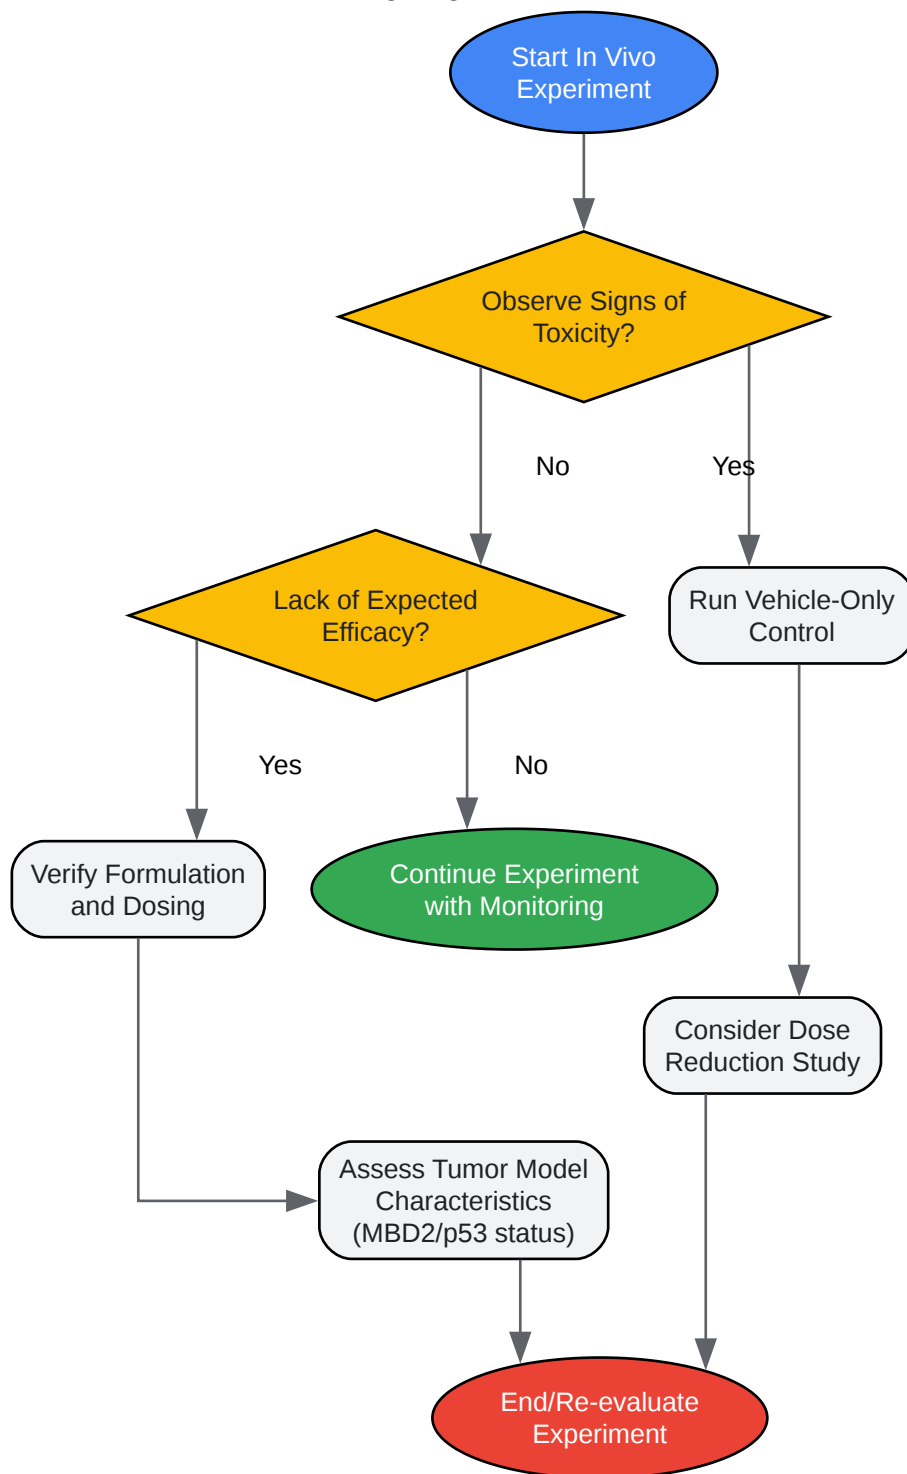 Start In Vivo
Experiment
Observe Signs of
Toxicity?
No
Yes
Lack of Expected
Efficacy?
Run Vehicle-Only
Control
Yes
No
Verify Formulation
and Dosing
Continue Experiment
with Monitoring
Consider Dose
Reduction Study
Assess Tumor Model
Characteristics
(MBD2/p53 status)
End/Re-evaluate
Experiment